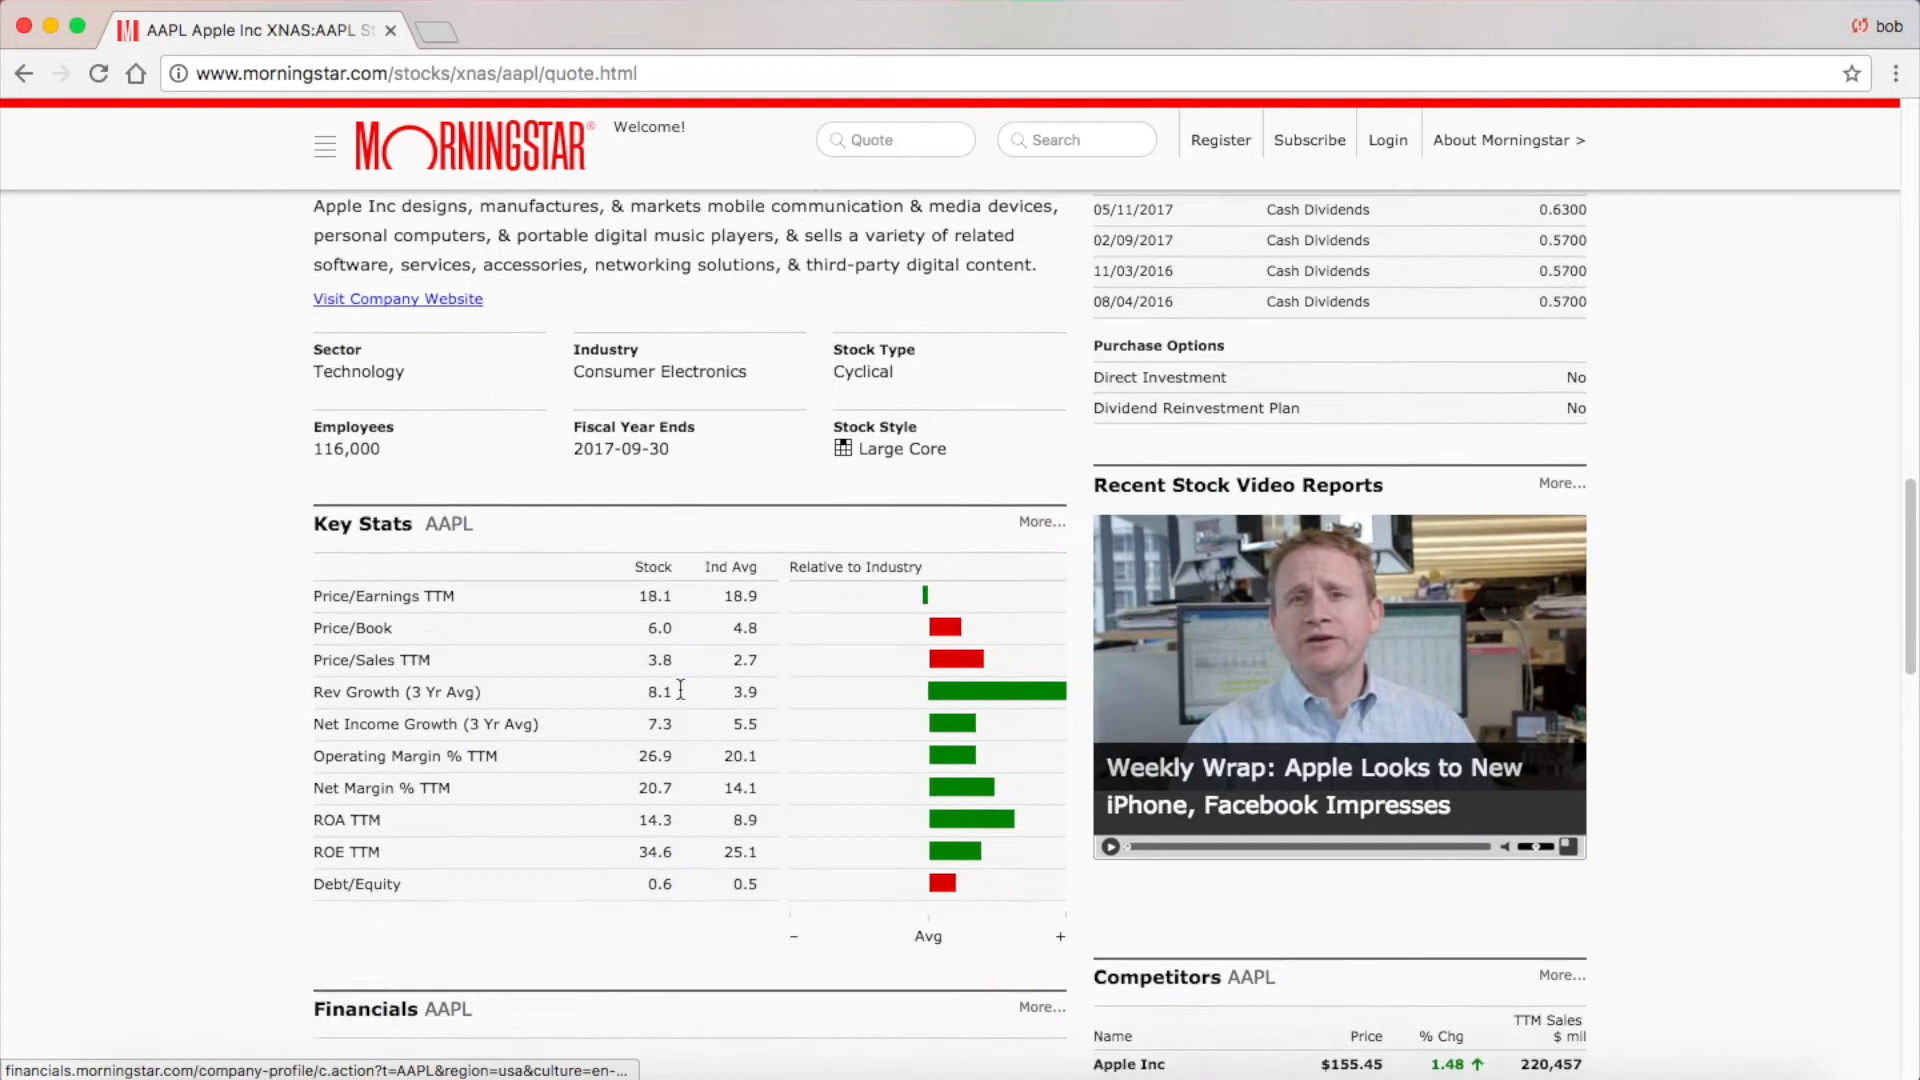 AAPL Apple Inc XNAS:AAPL St
bob
www.morningstar.com/stocks/xnas/aapl/quote.html
MORNINGSTAR®
Welcome!
Quote
Search
Register
Subscribe
Login
About Morningstar >
Apple Inc designs, manufactures, & markets mobile communication & media devices,
personal computers, & portable digital music players, & sells a variety of related
software, services, accessories, networking solutions, & third-party digital content.
Visit Company Website
Sector
Technology
Industry
Consumer Electronics
Stock Type
Cyclical
Employees
116,000
Fiscal Year Ends
2017-09-30
Stock Style
Large Core
Key Stats AAPL
More...
Stock Ind Avg Relative to Industry
Price/Earnings TTM 18.1 18.9
Price/Book 6.0 4.8
Price/Sales TTM 3.8 2.7
Rev Growth (3 Yr Avg) 8.1 3.9
Net Income Growth (3 Yr Avg) 7.3 5.5
Operating Margin % TTM 26.9 20.1
Net Margin % TTM 20.7 14.1
ROA TTM 14.3 8.9
ROE TTM 34.6 25.1
Debt/Equity 0.6 0.5
– Avg +
Financials AAPL
More...
05/11/2017 Cash Dividends 0.6300
02/09/2017 Cash Dividends 0.5700
11/03/2016 Cash Dividends 0.5700
08/04/2016 Cash Dividends 0.5700
Purchase Options
Direct Investment No
Dividend Reinvestment Plan No
Recent Stock Video Reports
More...
Weekly Wrap: Apple Looks to New
iPhone, Facebook Impresses
Competitors AAPL
More...
TTM Sales
Name Price % Chg $ mil
Apple Inc $155.45 1.48 ↑ 220,457
financials.morningstar.com/company-profile/c.action?t=AAPL&region=usa&culture=en-...